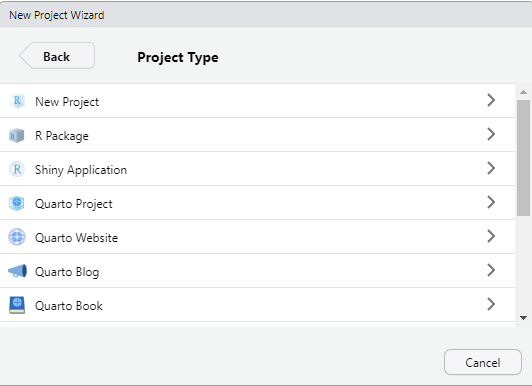 New Project Wizard
Back
Project Type
R New Project
R Package
R Shiny Application
Quarto Project
Quarto Website
Quarto Blog
Quarto Book
Cancel